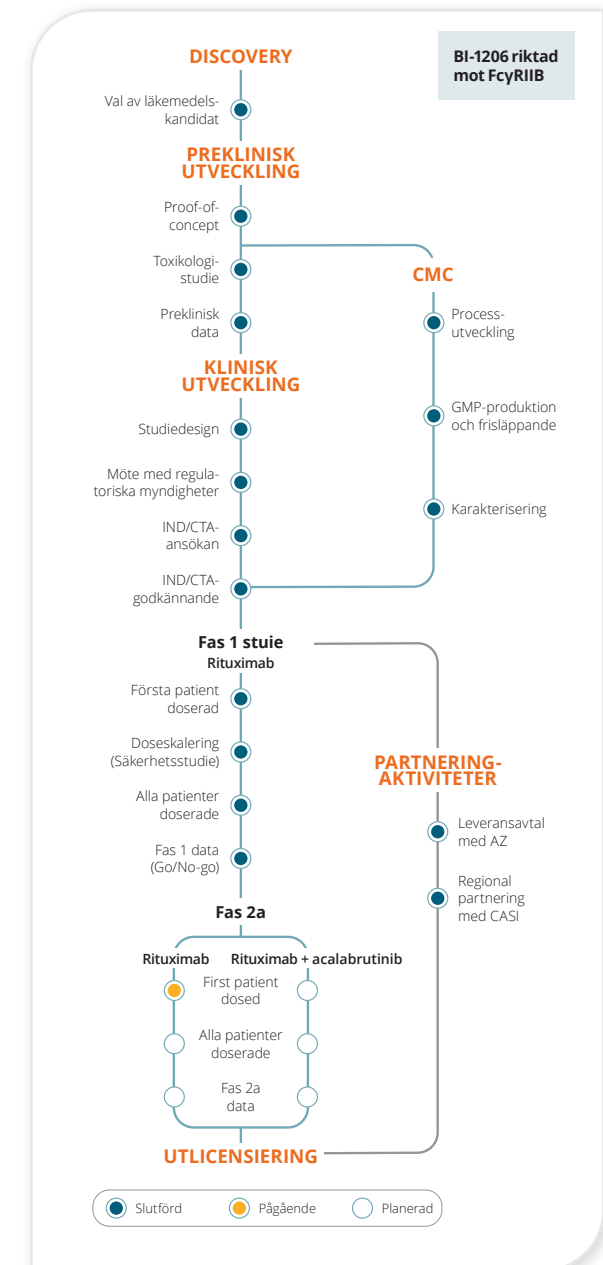 BI-1206 riktad
mot FcγRIIB
DISCOVERY
Val av läkemedels-
kandidat
PREKLINISK
UTVECKLING
Proof-of-
concept
Toxikologi-
studie
Preklinisk
data
CMC
Process-
utveckling
GMP-produktion
och frisläppande
Karakterisering
KLINISK
UTVECKLING
Studiedesign
Möte med regula-
toriska myndigheter
IND/CTA-
ansökan
IND/CTA-
godkännande
Fas 1 stuie
Rituximab
Första patient
doserad
Doseskalering
(Säkerhetsstudie)
Alla patienter
doserade
Fas 1 data
(Go/No-go)
PARTNERING-
AKTIVITETER
Leveransavtal
med AZ
Regional
partnering
med CASI
Fas 2a
Rituximab
Rituximab + acalabrutinib
First patient
dosed
Alla patienter
doserade
Fas 2a
data
UTLICENSIERING
Slutförd
Pågående
Planerad